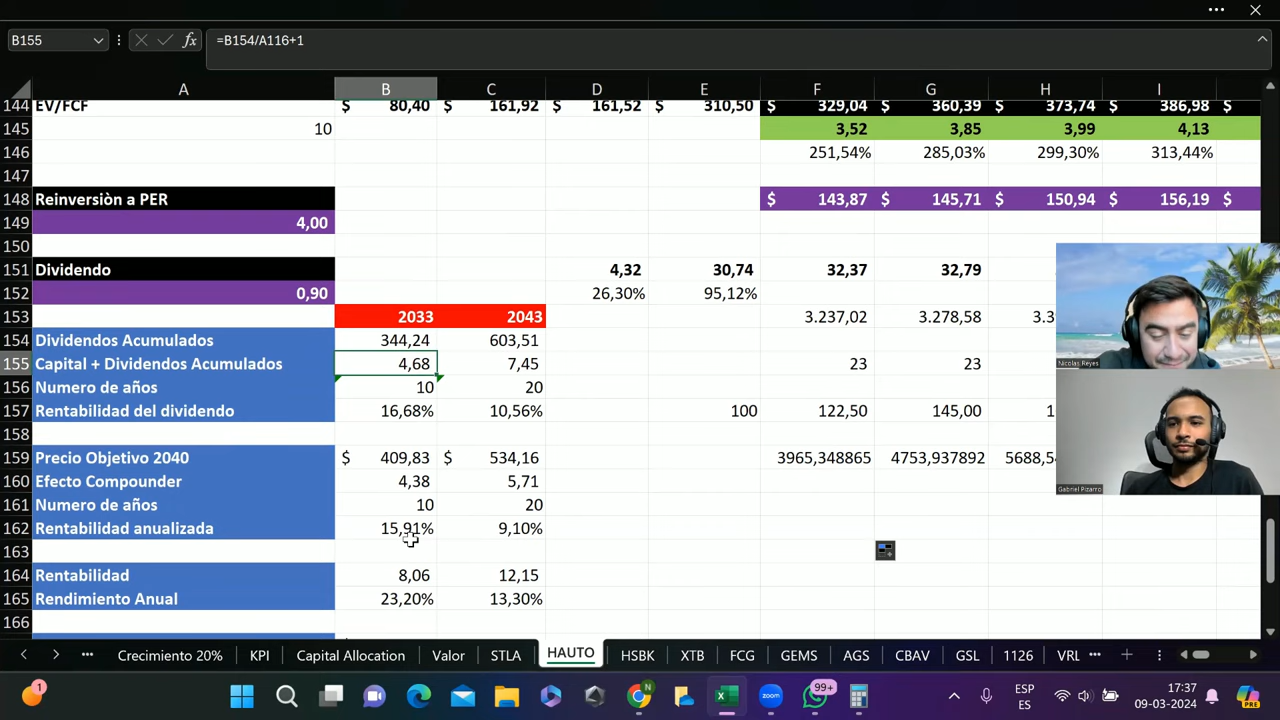 B155 fx =B154/A116+1
A B C D E F G H I
144 EV/FCF $ 80,40 $ 161,92 $ 161,52 $ 310,50 $ 329,04 $ 360,39 $ 373,74 $ 386,98 $
145 10 3,52 3,85 3,99 4,13
146 251,54% 285,03% 299,30% 313,44%
147
148 Reinversiòn a PER $ 143,87 $ 145,71 $ 150,94 $ 156,19 $
149 4,00
150
151 Dividendo 4,32 30,74 32,37 32,79
152 0,90 26,30% 95,12%
153 2033 2043 3.237,02 3.278,58 3.3
154 Dividendos Acumulados 344,24 603,51
155 Capital + Dividendos Acumulados 4,68 7,45 23 23
156 Numero de años 10 20
157 Rentabilidad del dividendo 16,68% 10,56% 100 122,50 145,00 1
158
159 Precio Objetivo 2040 $ 409,83 $ 534,16 3965,348865 4753,937892 5688,5
160 Efecto Compounder 4,38 5,71
161 Numero de años 10 20
162 Rentabilidad anualizada 15,91% 9,10%
163
164 Rentabilidad 8,06 12,15
165 Rendimiento Anual 23,20% 13,30%
166
Nicolas Reyes
Gabriel Pizarro
Crecimiento 20% KPI Capital Allocation Valor STLA HAUTO HSBK XTB FCG GEMS AGS CBAV GSL 1126 VRL
1 N zoom 99+ ESP ES 17:37 09-03-2024 PRE